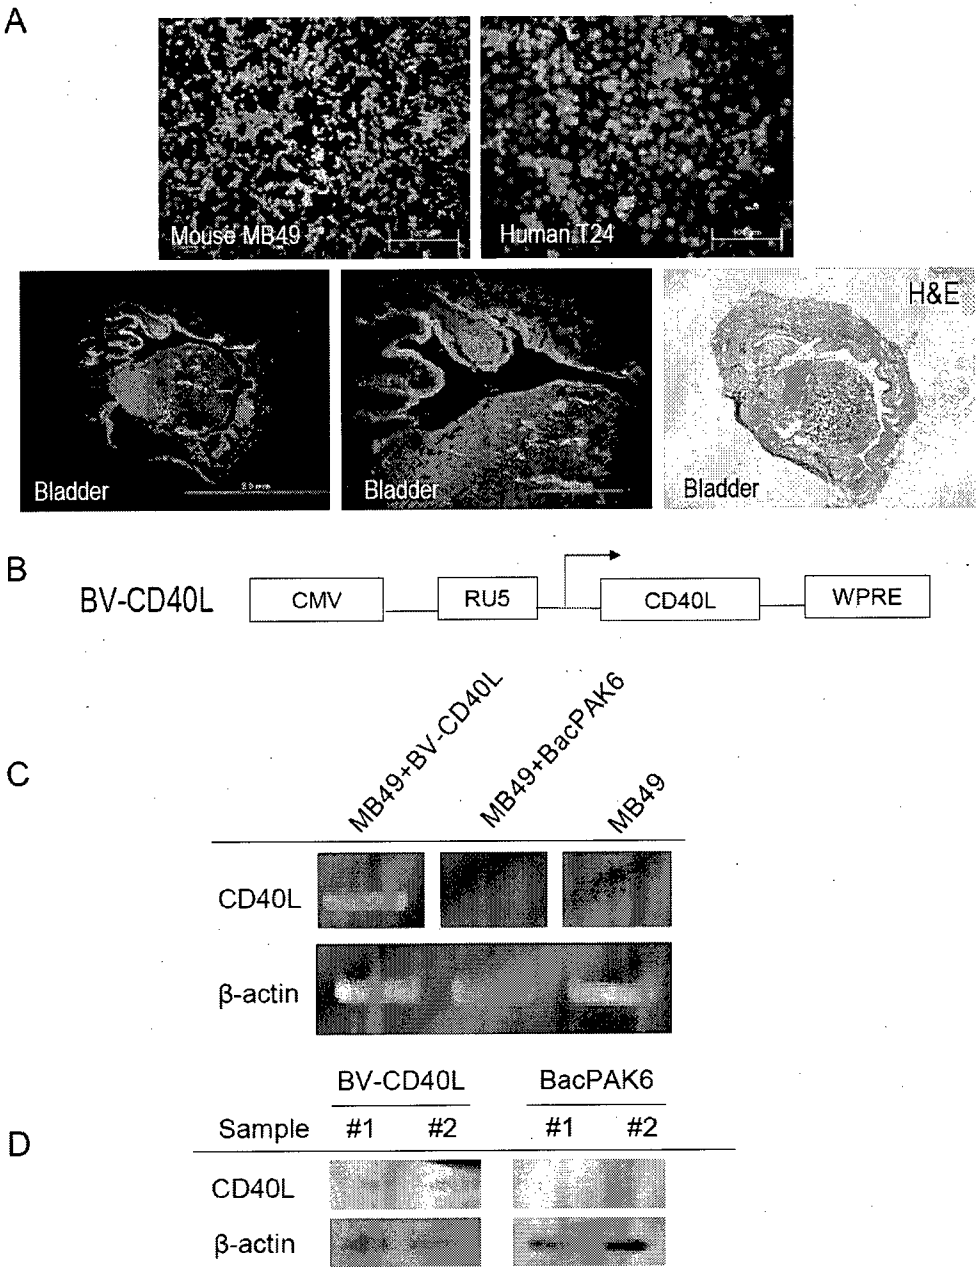 A
Mouse MB49
Human T24
H&E
Bladder
Bladder
Bladder
B
BV-CD40L
CMV
RU5
CD40L
WPRE
MB49+BV-CD40L
MB49+BacPAK6
MB49
C
CD40L
β-actin
BV-CD40L
BacPAK6
D
Sample
#1
#2
#1
#2
CD40L
β-actin